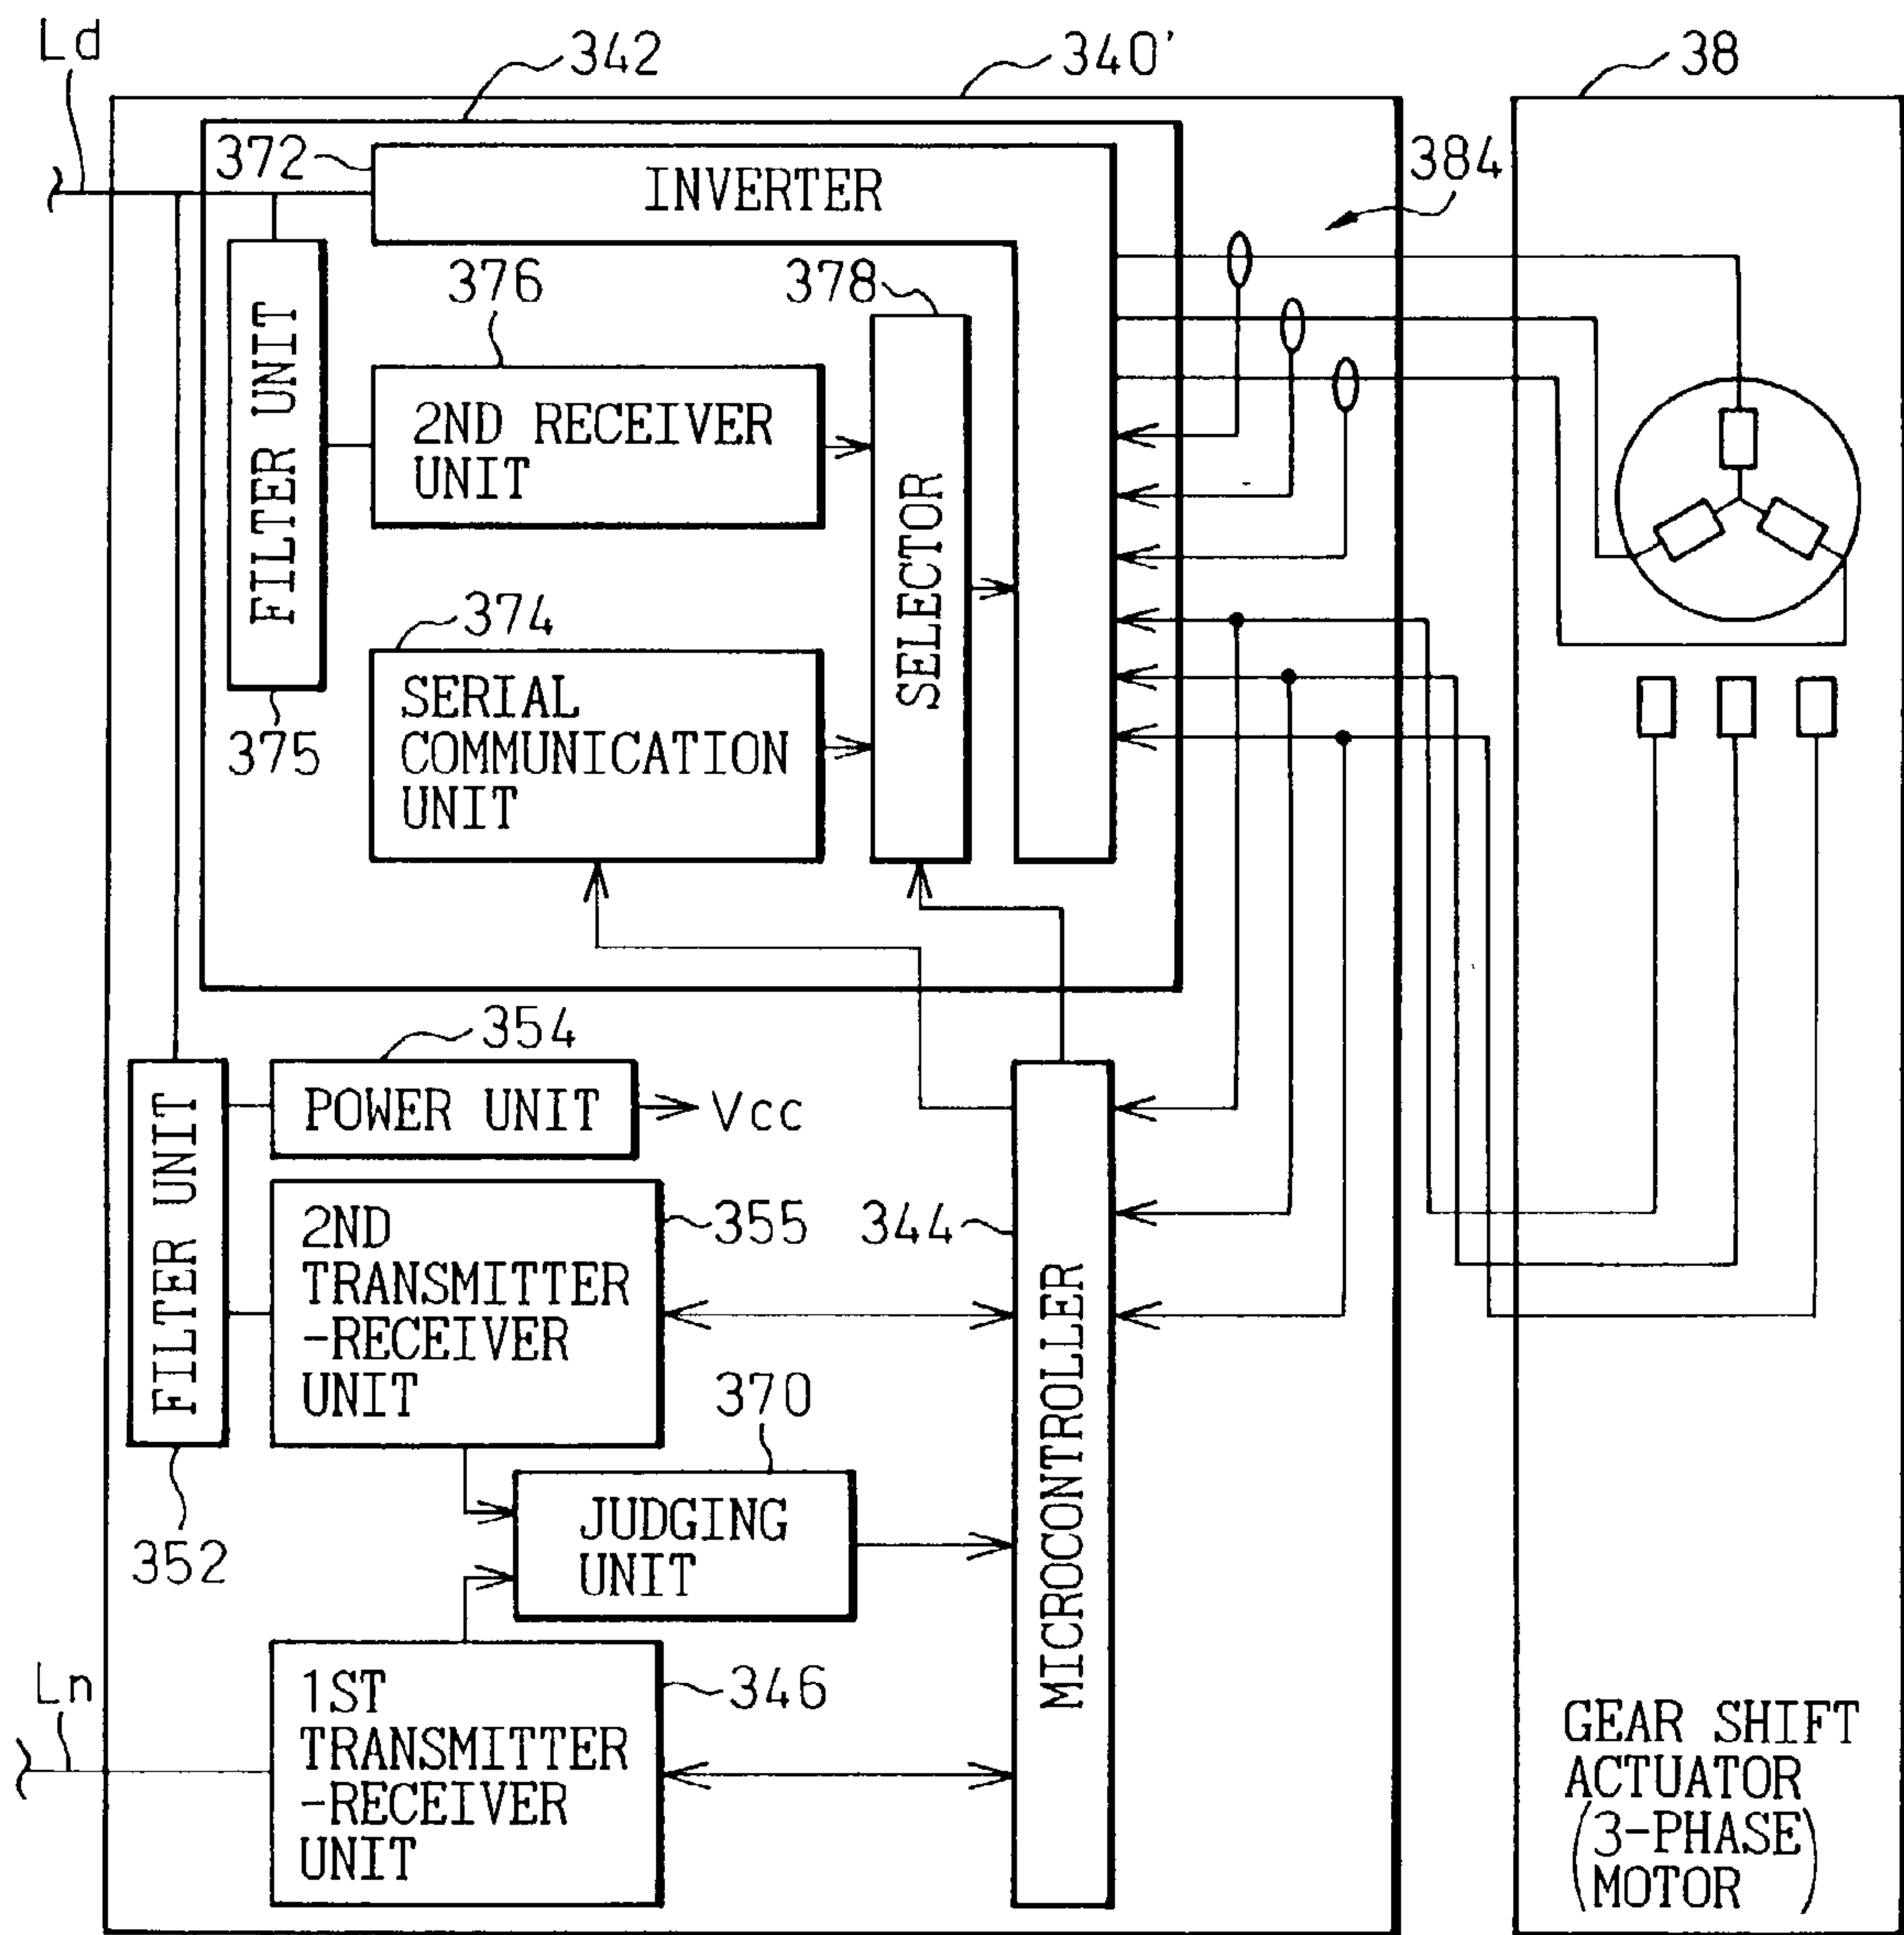 Ld
342
340'
38
372
INVERTER
384
376
378
FILTER UNIT
2ND RECEIVER
UNIT
SELECTOR
374
SERIAL
COMMUNICATION
UNIT
375
354
POWER UNIT
Vcc
FILTER UNIT
2ND
TRANSMITTER
-RECEIVER
UNIT
355
344
MICROCONTROLLER
370
JUDGING
UNIT
352
Ln
1ST
TRANSMITTER
-RECEIVER
UNIT
346
GEAR SHIFT
ACTUATOR
(3-PHASE
MOTOR)